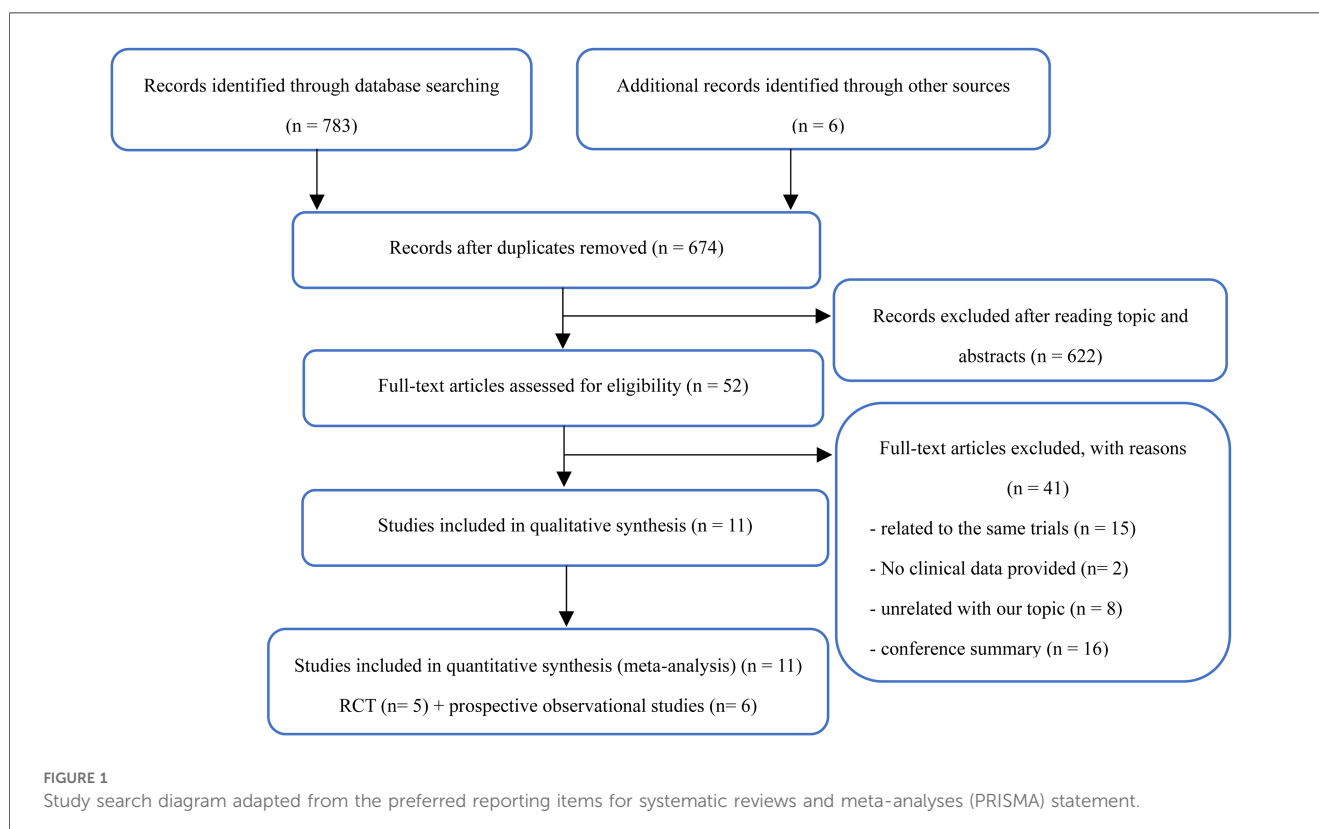 Records identified through database searching
(n = 783)
Additional records identified through other sources
(n = 6)
Records after duplicates removed (n = 674)
Records excluded after reading topic and
abstracts (n = 622)
Full-text articles assessed for eligibility (n = 52)
Full-text articles excluded, with reasons
(n = 41)
- related to the same trials (n = 15)
- No clinical data provided (n= 2)
- unrelated with our topic (n = 8)
- conference summary (n = 16)
Studies included in qualitative synthesis (n = 11)
Studies included in quantitative synthesis (meta-analysis) (n = 11)
RCT (n= 5) + prospective observational studies (n= 6)
FIGURE 1
Study search diagram adapted from the preferred reporting items for systematic reviews and meta-analyses (PRISMA) statement.